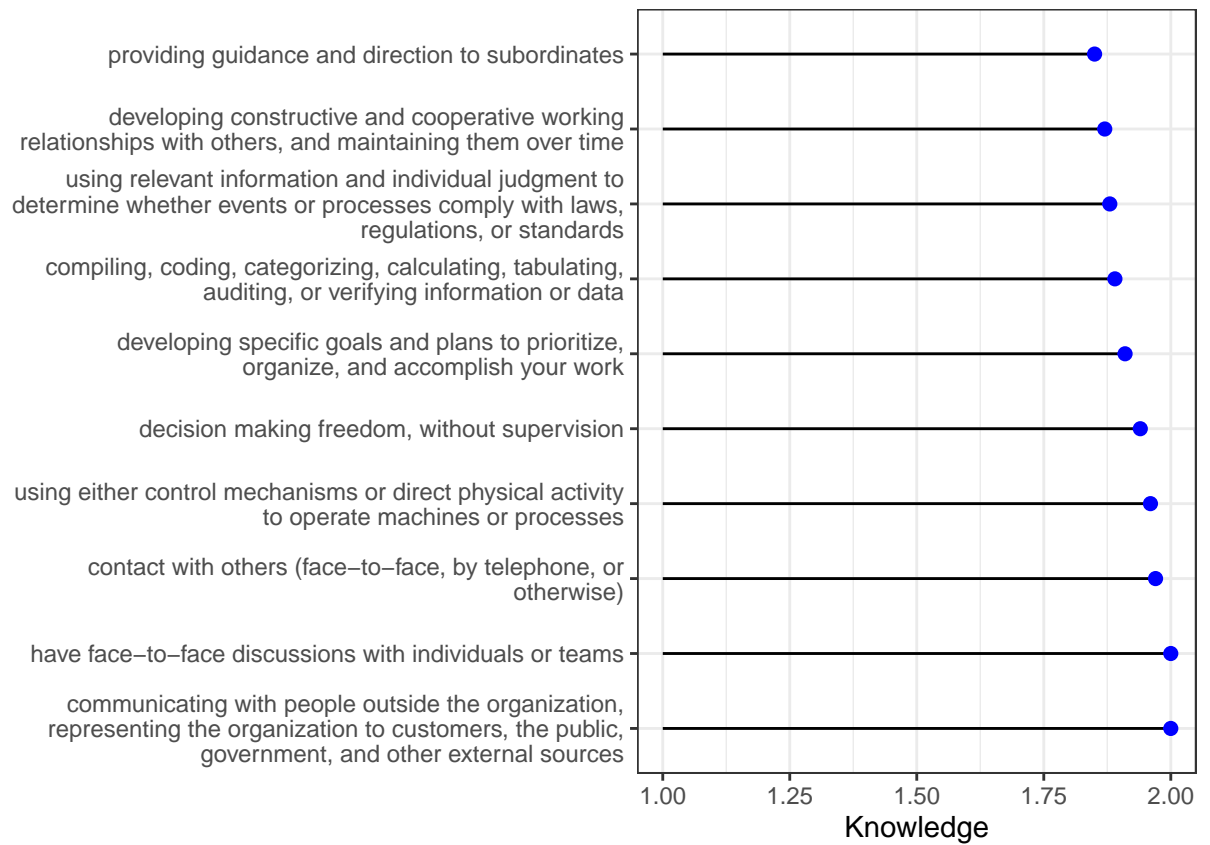 providing guidance and direction to subordinates
developing constructive and cooperative working
relationships with others, and maintaining them over time
using relevant information and individual judgment to
determine whether events or processes comply with laws,
regulations, or standards
compiling, coding, categorizing, calculating, tabulating,
auditing, or verifying information or data
developing specific goals and plans to prioritize,
organize, and accomplish your work
decision making freedom, without supervision
using either control mechanisms or direct physical activity
to operate machines or processes
contact with others (face−to−face, by telephone, or
otherwise)
have face−to−face discussions with individuals or teams
communicating with people outside the organization,
representing the organization to customers, the public,
government, and other external sources
1.00 1.25 1.50 1.75 2.00
Knowledge